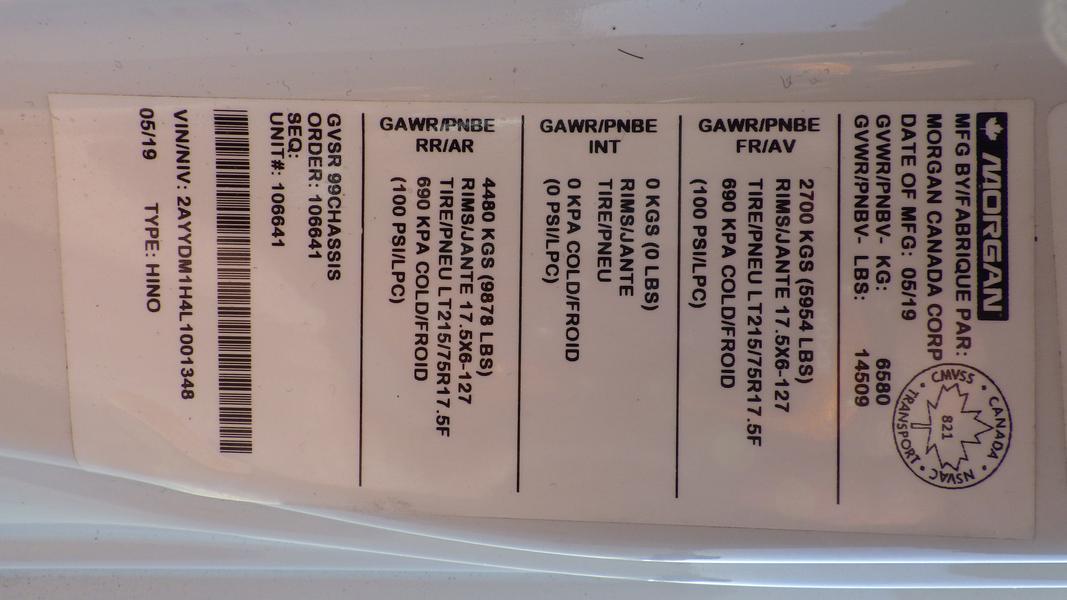 MORGAN
MFG BY/FABRIQUE PAR:
MORGAN CANADA CORP
DATE OF MFG: 05/19
GVWR/PNBV- KG: 6580
GVWR/PNBV- LBS: 14509
CMVSS • CANADA • NSVAC • TRANSPORT •
821
GAWR/PNBE
FR/AV
2700 KGS (5954 LBS)
RIMS/JANTE 17.5X6-127
TIRE/PNEU LT215/75R17.5F
690 KPA COLD/FROID
(100 PSI/LPC)
GAWR/PNBE
INT
0 KGS (0 LBS)
RIMS/JANTE
TIRE/PNEU
0 KPA COLD/FROID
(0 PSI/LPC)
GAWR/PNBE
RR/AR
4480 KGS (9878 LBS)
RIMS/JANTE 17.5X6-127
TIRE/PNEU LT215/75R17.5F
690 KPA COLD/FROID
(100 PSI/LPC)
GVSR 99CHASSIS
ORDER: 106641
SEQ:
UNIT#: 106641
VIN/NIV: 2AYYDM1H4L1001348
05/19 TYPE: HINO